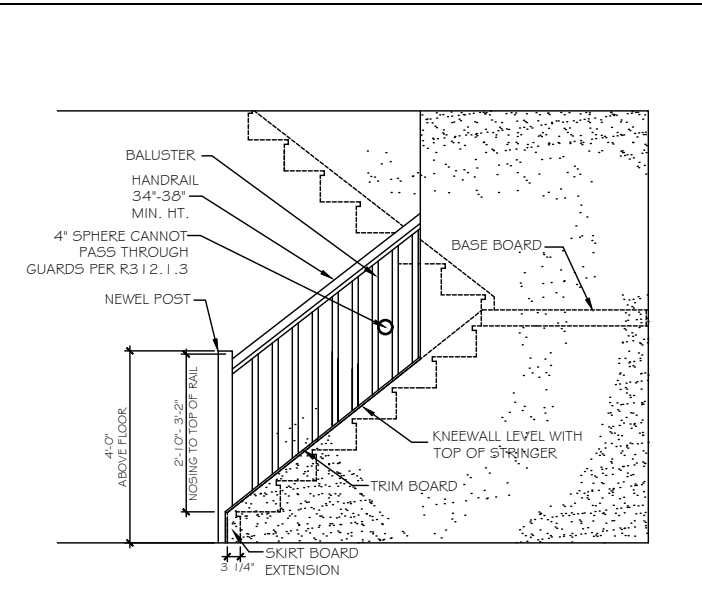 BALUSTER
HANDRAIL
34"-38"
MIN. HT.
4" SPHERE CANNOT
PASS THROUGH
GUARDS PER R312.1.3
NEWEL POST
BASE BOARD
4'-0"
ABOVE FLOOR
2'-10"- 3'-2"
NOSING TO TOP OF RAIL
KNEEWALL LEVEL WITH
TOP OF STRINGER
TRIM BOARD
SKIRT BOARD
EXTENSION
3 1/4"